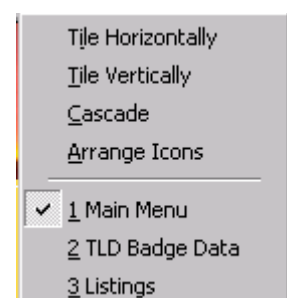 Tile Horizontally
Tile Vertically
Cascade
Arrange Icons
1 Main Menu
2 TLD Badge Data
3 Listings